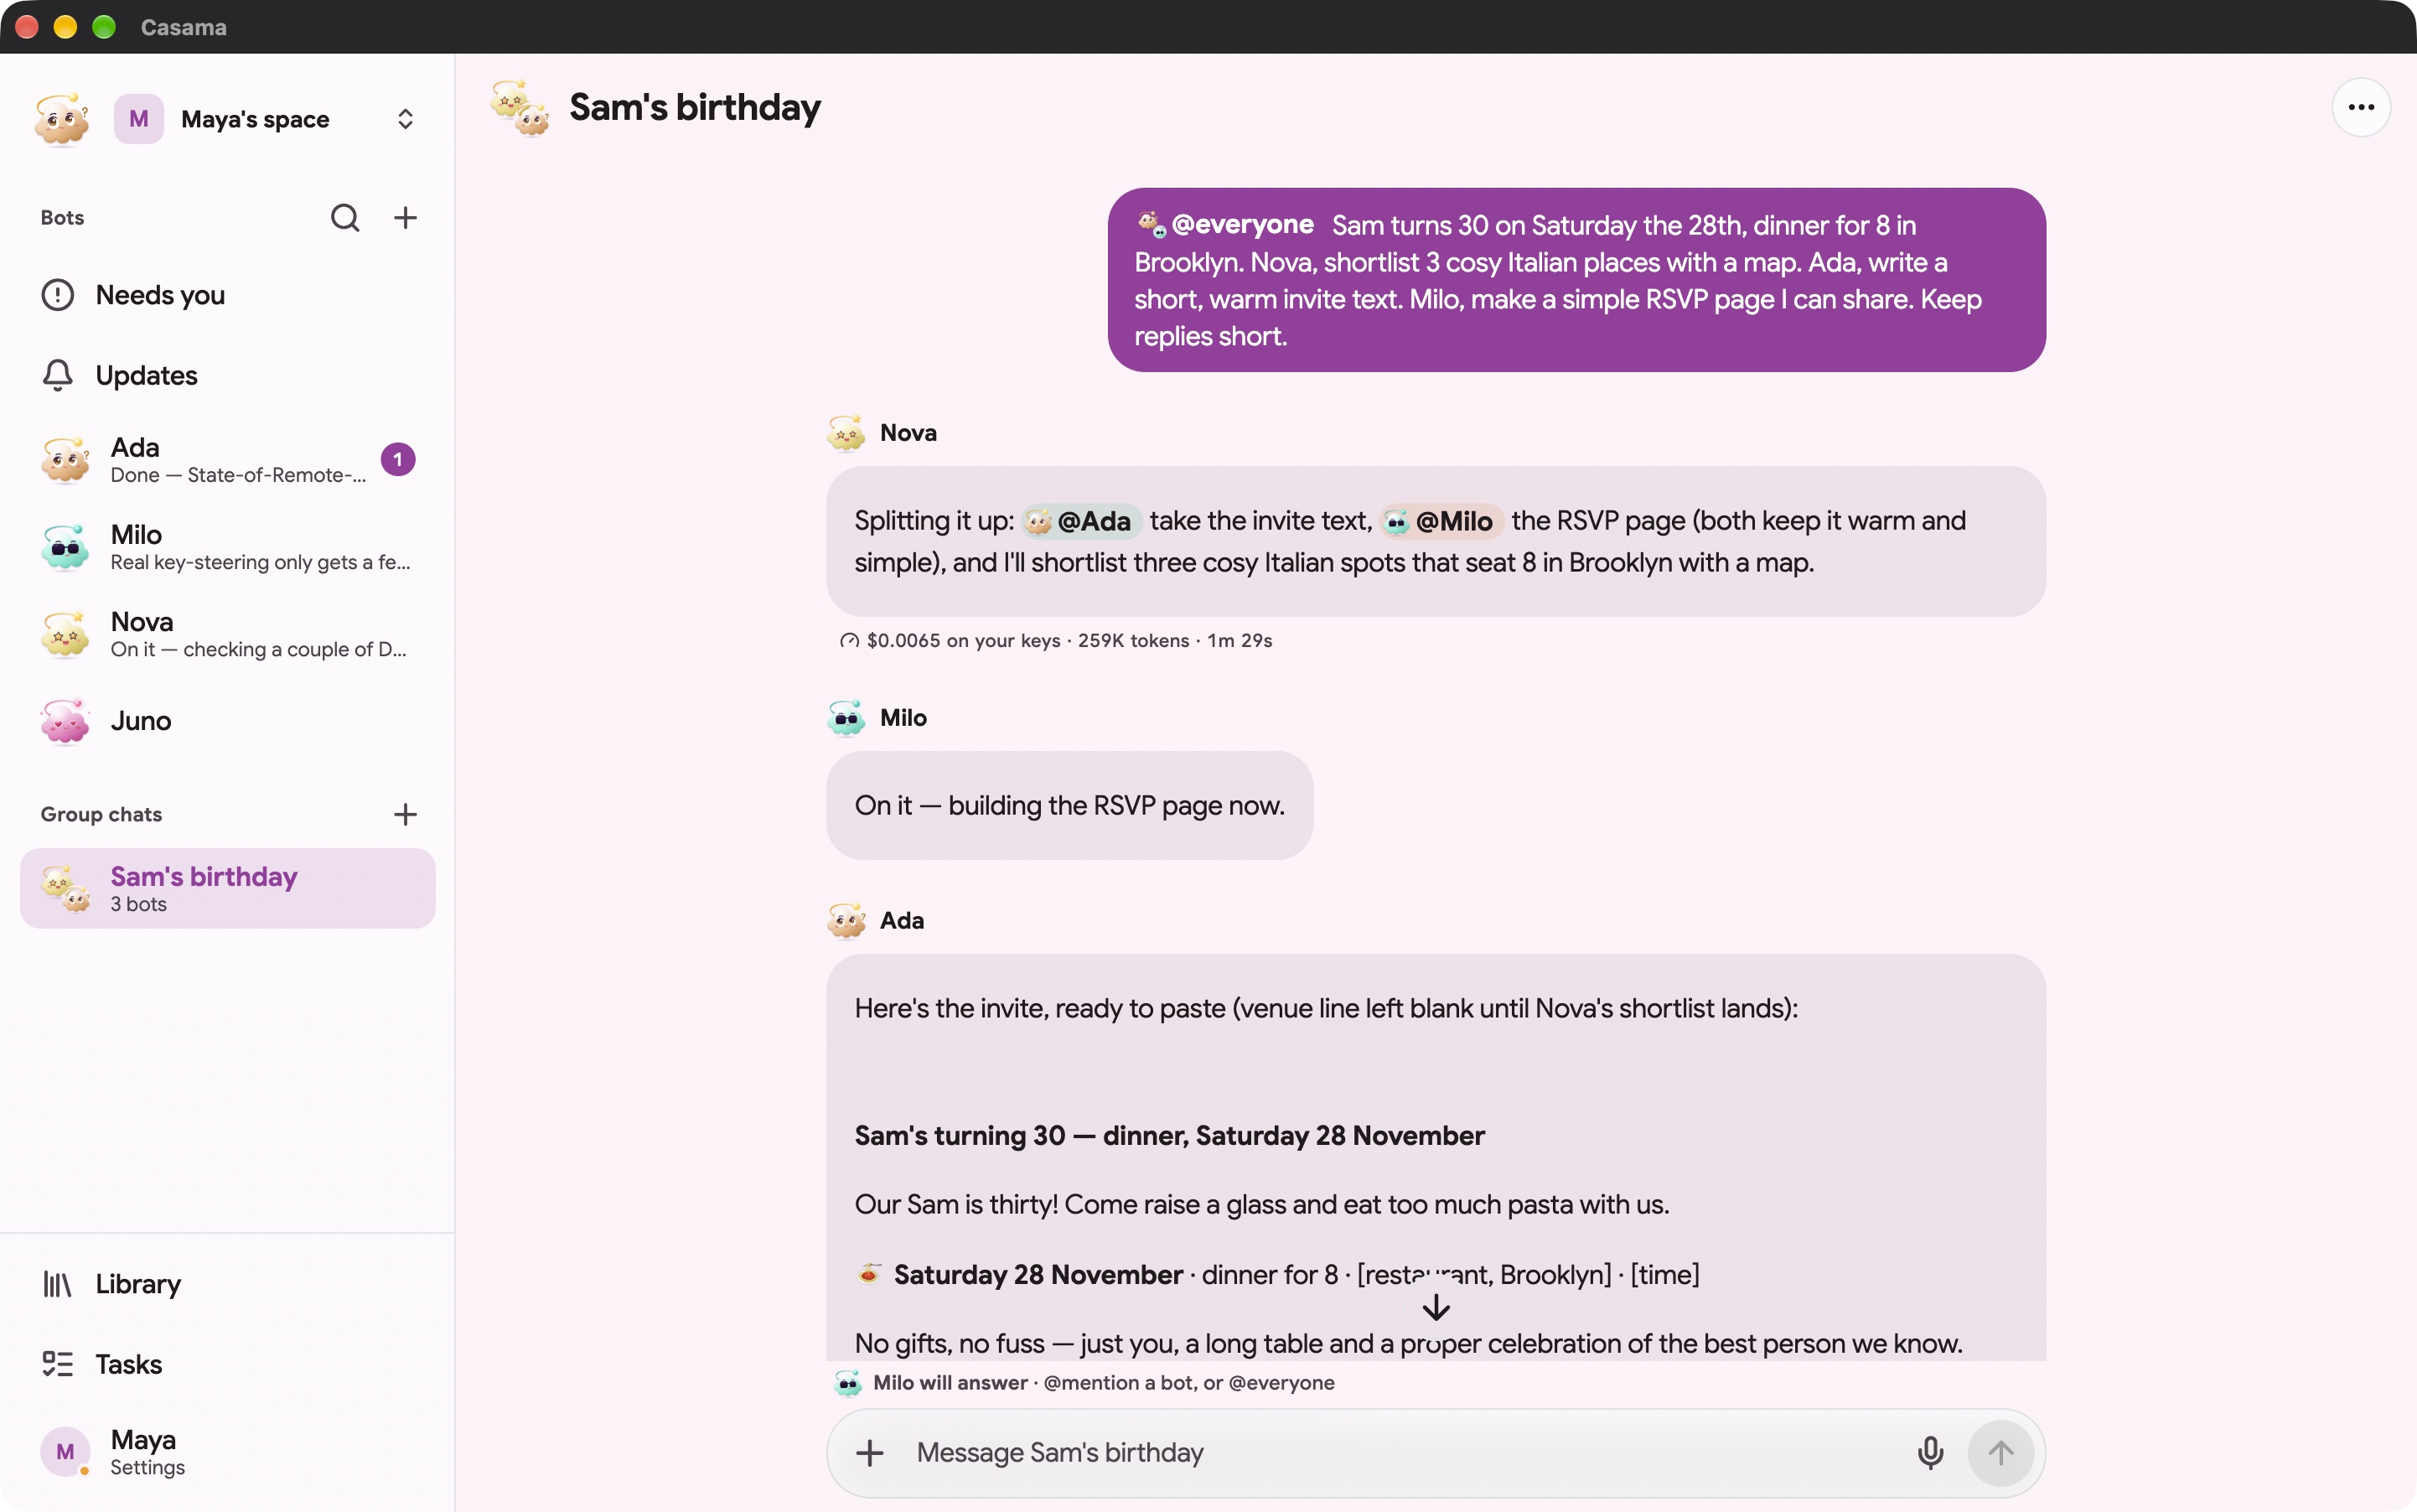 Casama
M Maya's space
Bots
Needs you
Updates
Ada
Done — State-of-Remote-...
1
Milo
Real key-steering only gets a fe...
Nova
On it — checking a couple of D...
Juno
Group chats
Sam's birthday
3 bots
Library
Tasks
M
Maya
Settings
Sam's birthday
@everyone Sam turns 30 on Saturday the 28th, dinner for 8 in
Brooklyn. Nova, shortlist 3 cosy Italian places with a map. Ada, write a
short, warm invite text. Milo, make a simple RSVP page I can share. Keep
replies short.
Nova
Splitting it up: @Ada take the invite text, @Milo the RSVP page (both keep it warm and
simple), and I'll shortlist three cosy Italian spots that seat 8 in Brooklyn with a map.
$0.0065 on your keys · 259K tokens · 1m 29s
Milo
On it — building the RSVP page now.
Ada
Here's the invite, ready to paste (venue line left blank until Nova's shortlist lands):
Sam's turning 30 — dinner, Saturday 28 November
Our Sam is thirty! Come raise a glass and eat too much pasta with us.
🍝 Saturday 28 November · dinner for 8 · [restaurant, Brooklyn] · [time]
No gifts, no fuss — just you, a long table and a proper celebration of the best person we know.
Milo will answer · @mention a bot, or @everyone
Message Sam's birthday